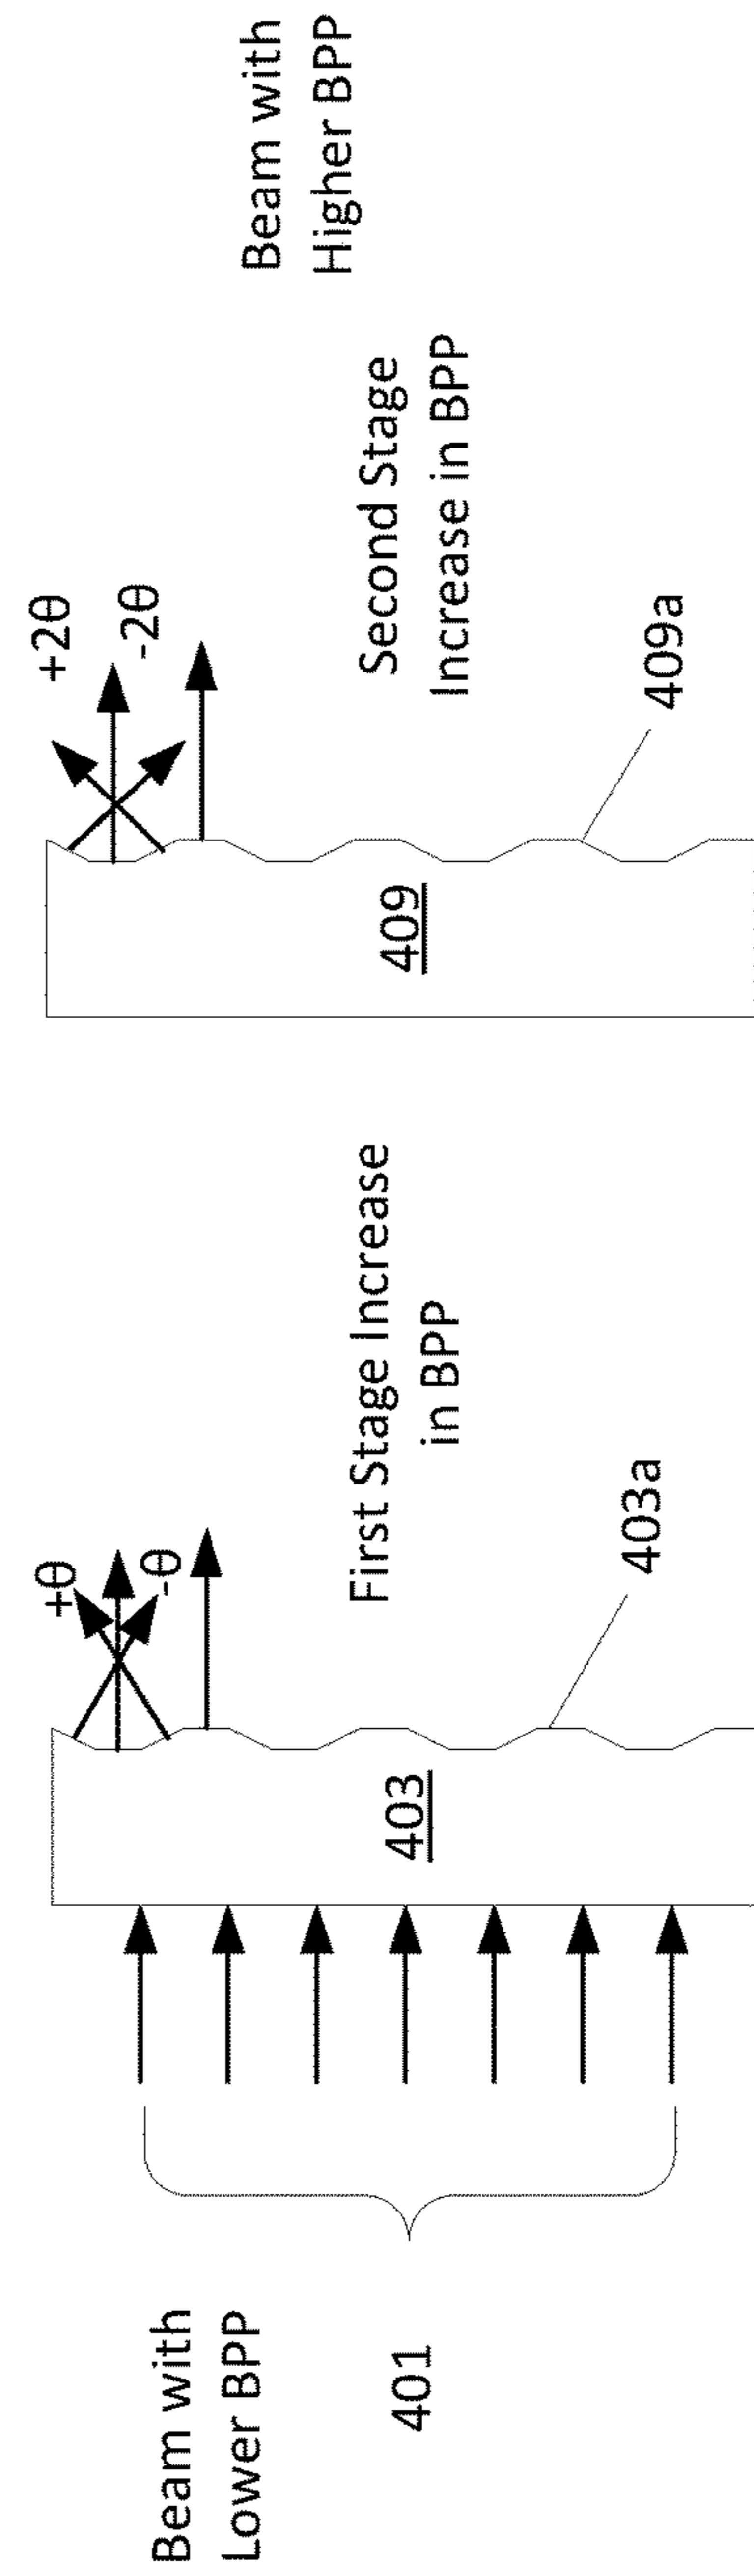 Beam with
Lower BPP
401
403
+θ
-θ
First Stage Increase
in BPP
403a
409
+2θ
-2θ
Second Stage
Increase in BPP
409a
Beam with
Higher BPP